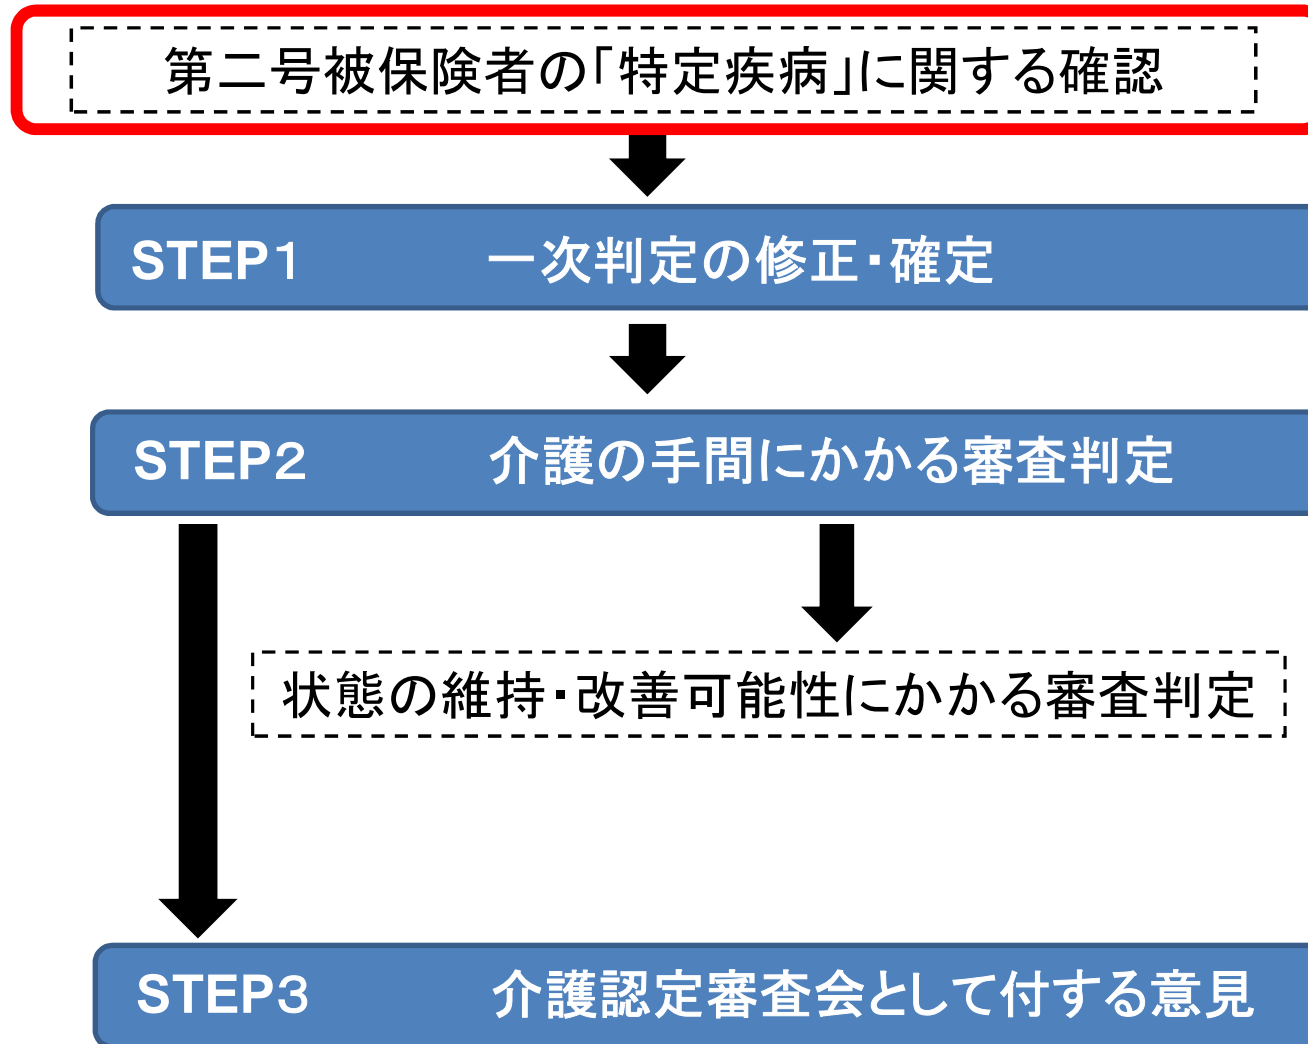 第二号被保険者の「特定疾病」に関する確認
STEP1 一次判定の修正・確定
STEP2 介護の手間にかかる審査判定
状態の維持・改善可能性にかかる審査判定
STEP3 介護認定審査会として付する意見